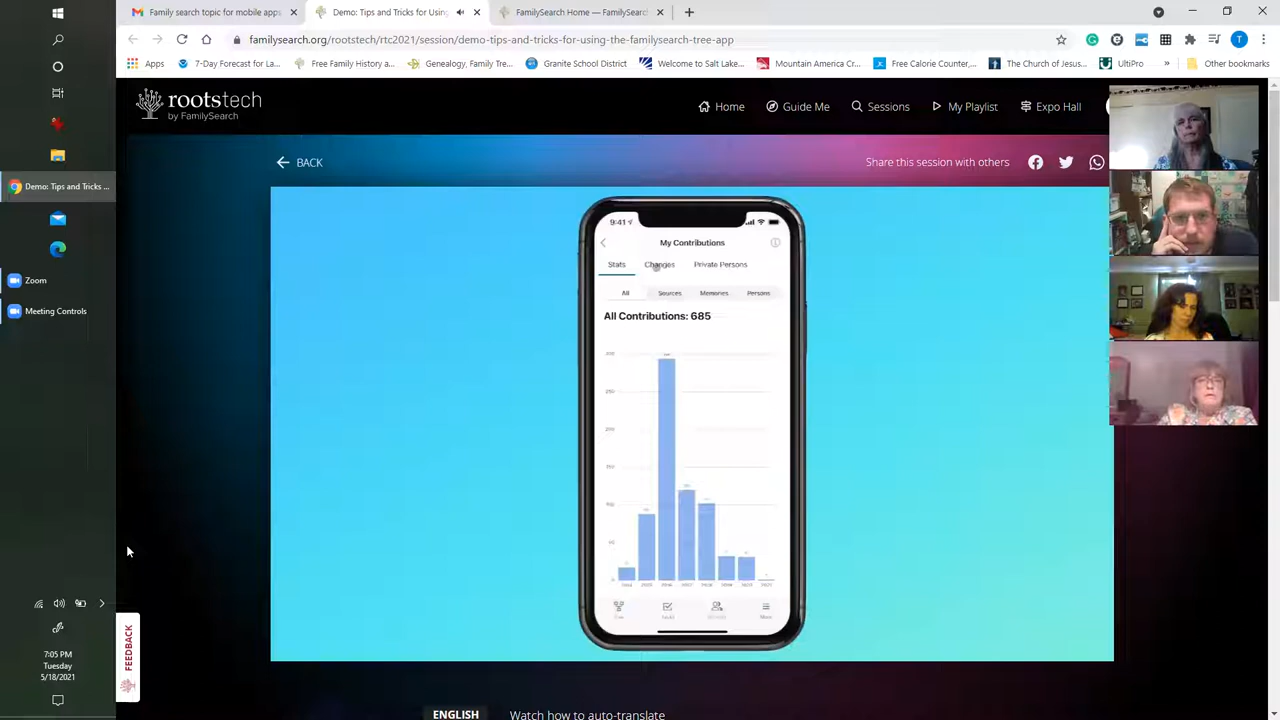 Family search topic for mobile apps
Demo: Tips and Tricks for Using
FamilySearch Home — FamilySearc
familysearch.org/rootstech/rtc2021/session/demo-tips-and-tricks-for-using-the-familysearch-tree-app
Apps
7-Day Forecast for La...
Free Family History a...
Genealogy, Family Tre...
Granite School District
Welcome to Salt Lake...
Mountain America Cr...
Free Calorie Counter,...
The Church of Jesus...
UltiPro
»
Other bookmarks
T
rootstech
by FamilySearch
Home
Guide Me
Sessions
My Playlist
Expo Hall
BACK
Share this session with others
Demo: Tips and Tricks ...
Zoom
Meeting Controls
7:05 PM
Tuesday
5/18/2021
FEEDBACK
9:41
My Contributions
Stats
Changes
Private Persons
All
Sources
Memories
Persons
All Contributions: 685
ENGLISH
Watch how to auto-translate